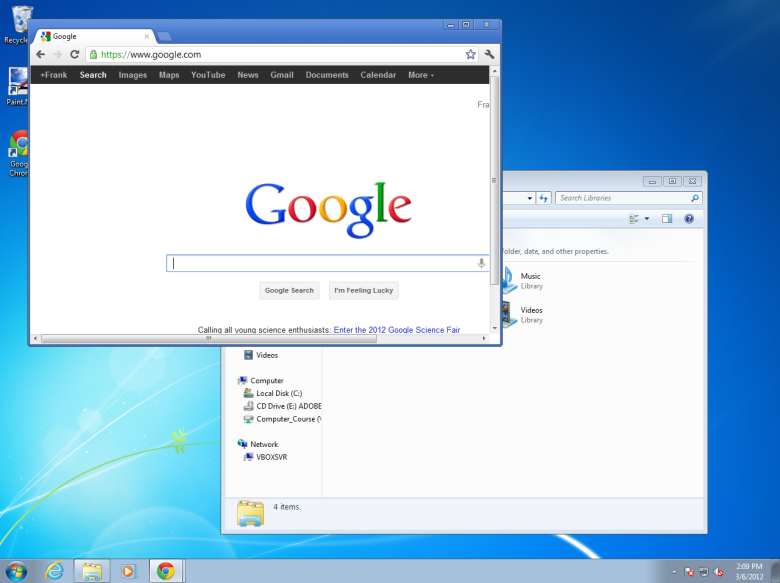 Recycle
Paint.N
Goog
Chron
Google
https://www.google.com
+Frank Search Images Maps YouTube News Gmail Documents Calendar More
Fra
Google
Google Search I'm Feeling Lucky
Calling all young science enthusiasts: Enter the 2012 Google Science Fair
Search Libraries
folder, date, and other properties.
Music
Library
Videos
Library
Videos
Computer
Local Disk (C:)
CD Drive (E:) ADOBE
Computer_Course (
Network
VBOXSVR
4 items
2:09 PM
3/6/2012